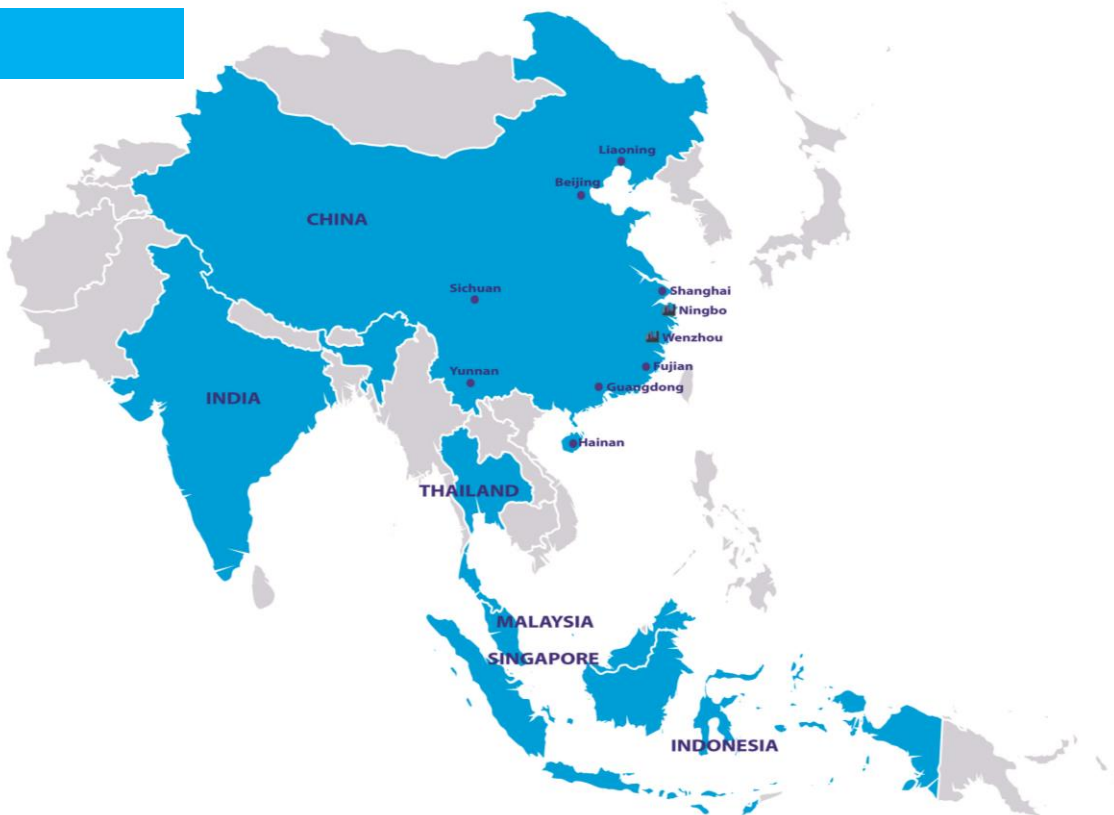 Liaoning
Beijing
CHINA
Sichuan
Shanghai
Ningbo
Wenzhou
Fujian
Yunnan
Guangdong
INDIA
Hainan
THAILAND
MALAYSIA
SINGAPORE
INDONESIA